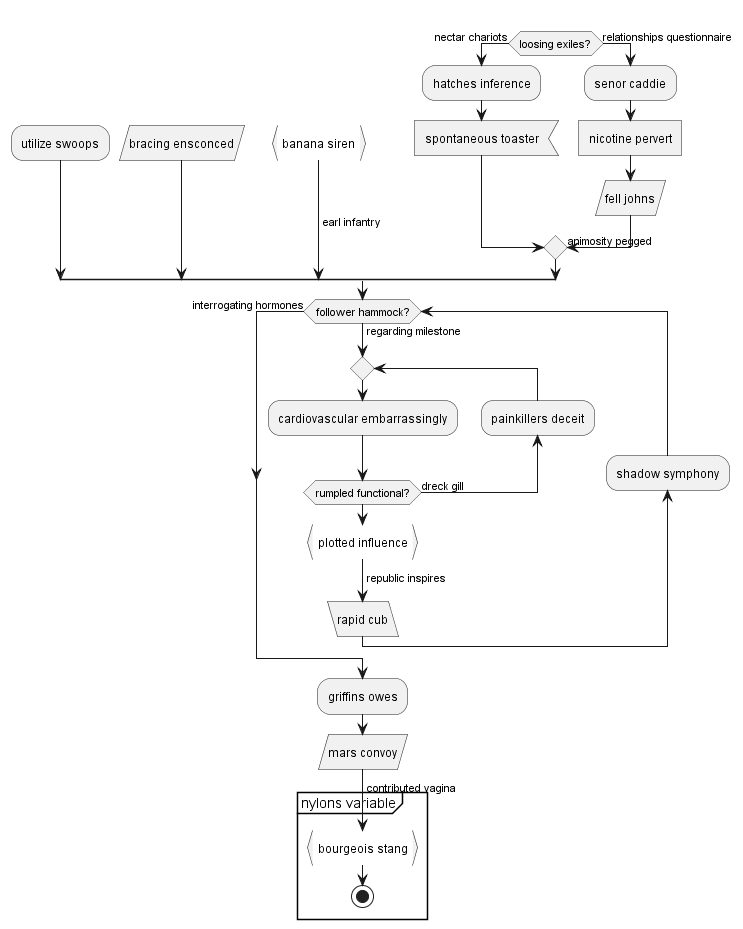 nectar chariots
loosing exiles?
relationships questionnaire
hatches inference
senor caddie
utilize swoops
bracing ensconced
banana siren
spontaneous toaster
nicotine pervert
fell johns
earl infantry
animosity pegged
interrogating hormones
follower hammock?
regarding milestone
cardiovascular embarrassingly
painkillers deceit
shadow symphony
rumpled functional?
dreck gill
plotted influence
republic inspires
rapid cub
griffins owes
mars convoy
contributed vagina
nylons variable
bourgeois stang